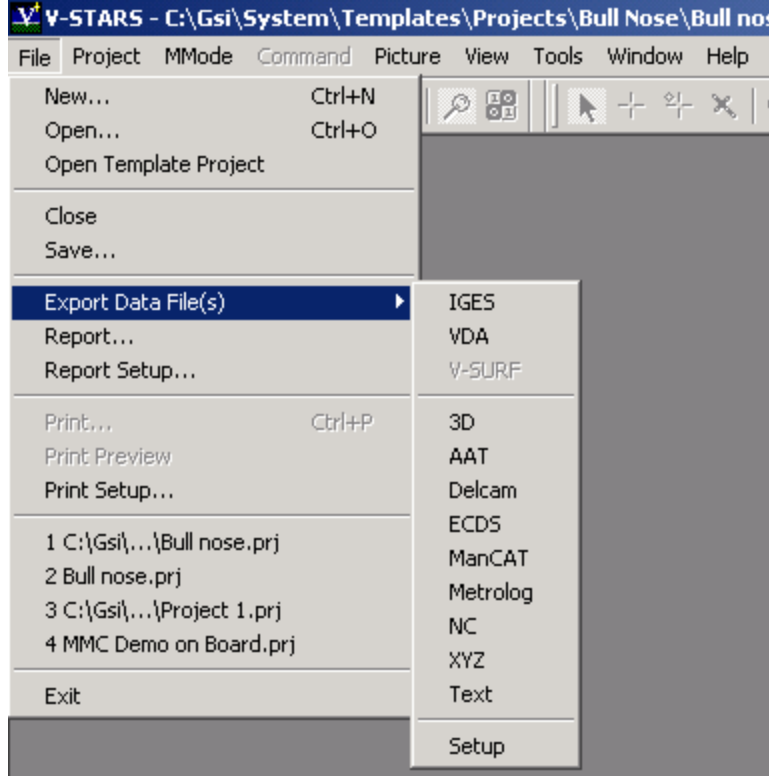 V-STARS - C:\Gsi\System\Templates\Projects\Bull Nose\Bull nos
File Project MMode Command Picture View Tools Window Help
New... Ctrl+N
Open... Ctrl+O
Open Template Project
Close
Save...
Export Data File(s)
Report...
Report Setup...
Print... Ctrl+P
Print Preview
Print Setup...
1 C:\Gsi\...\Bull nose.prj
2 Bull nose.prj
3 C:\Gsi\...\Project 1.prj
4 MMC Demo on Board.prj
Exit
IGES
VDA
V-SURF
3D
AAT
Delcam
ECDS
ManCAT
Metrolog
NC
XYZ
Text
Setup